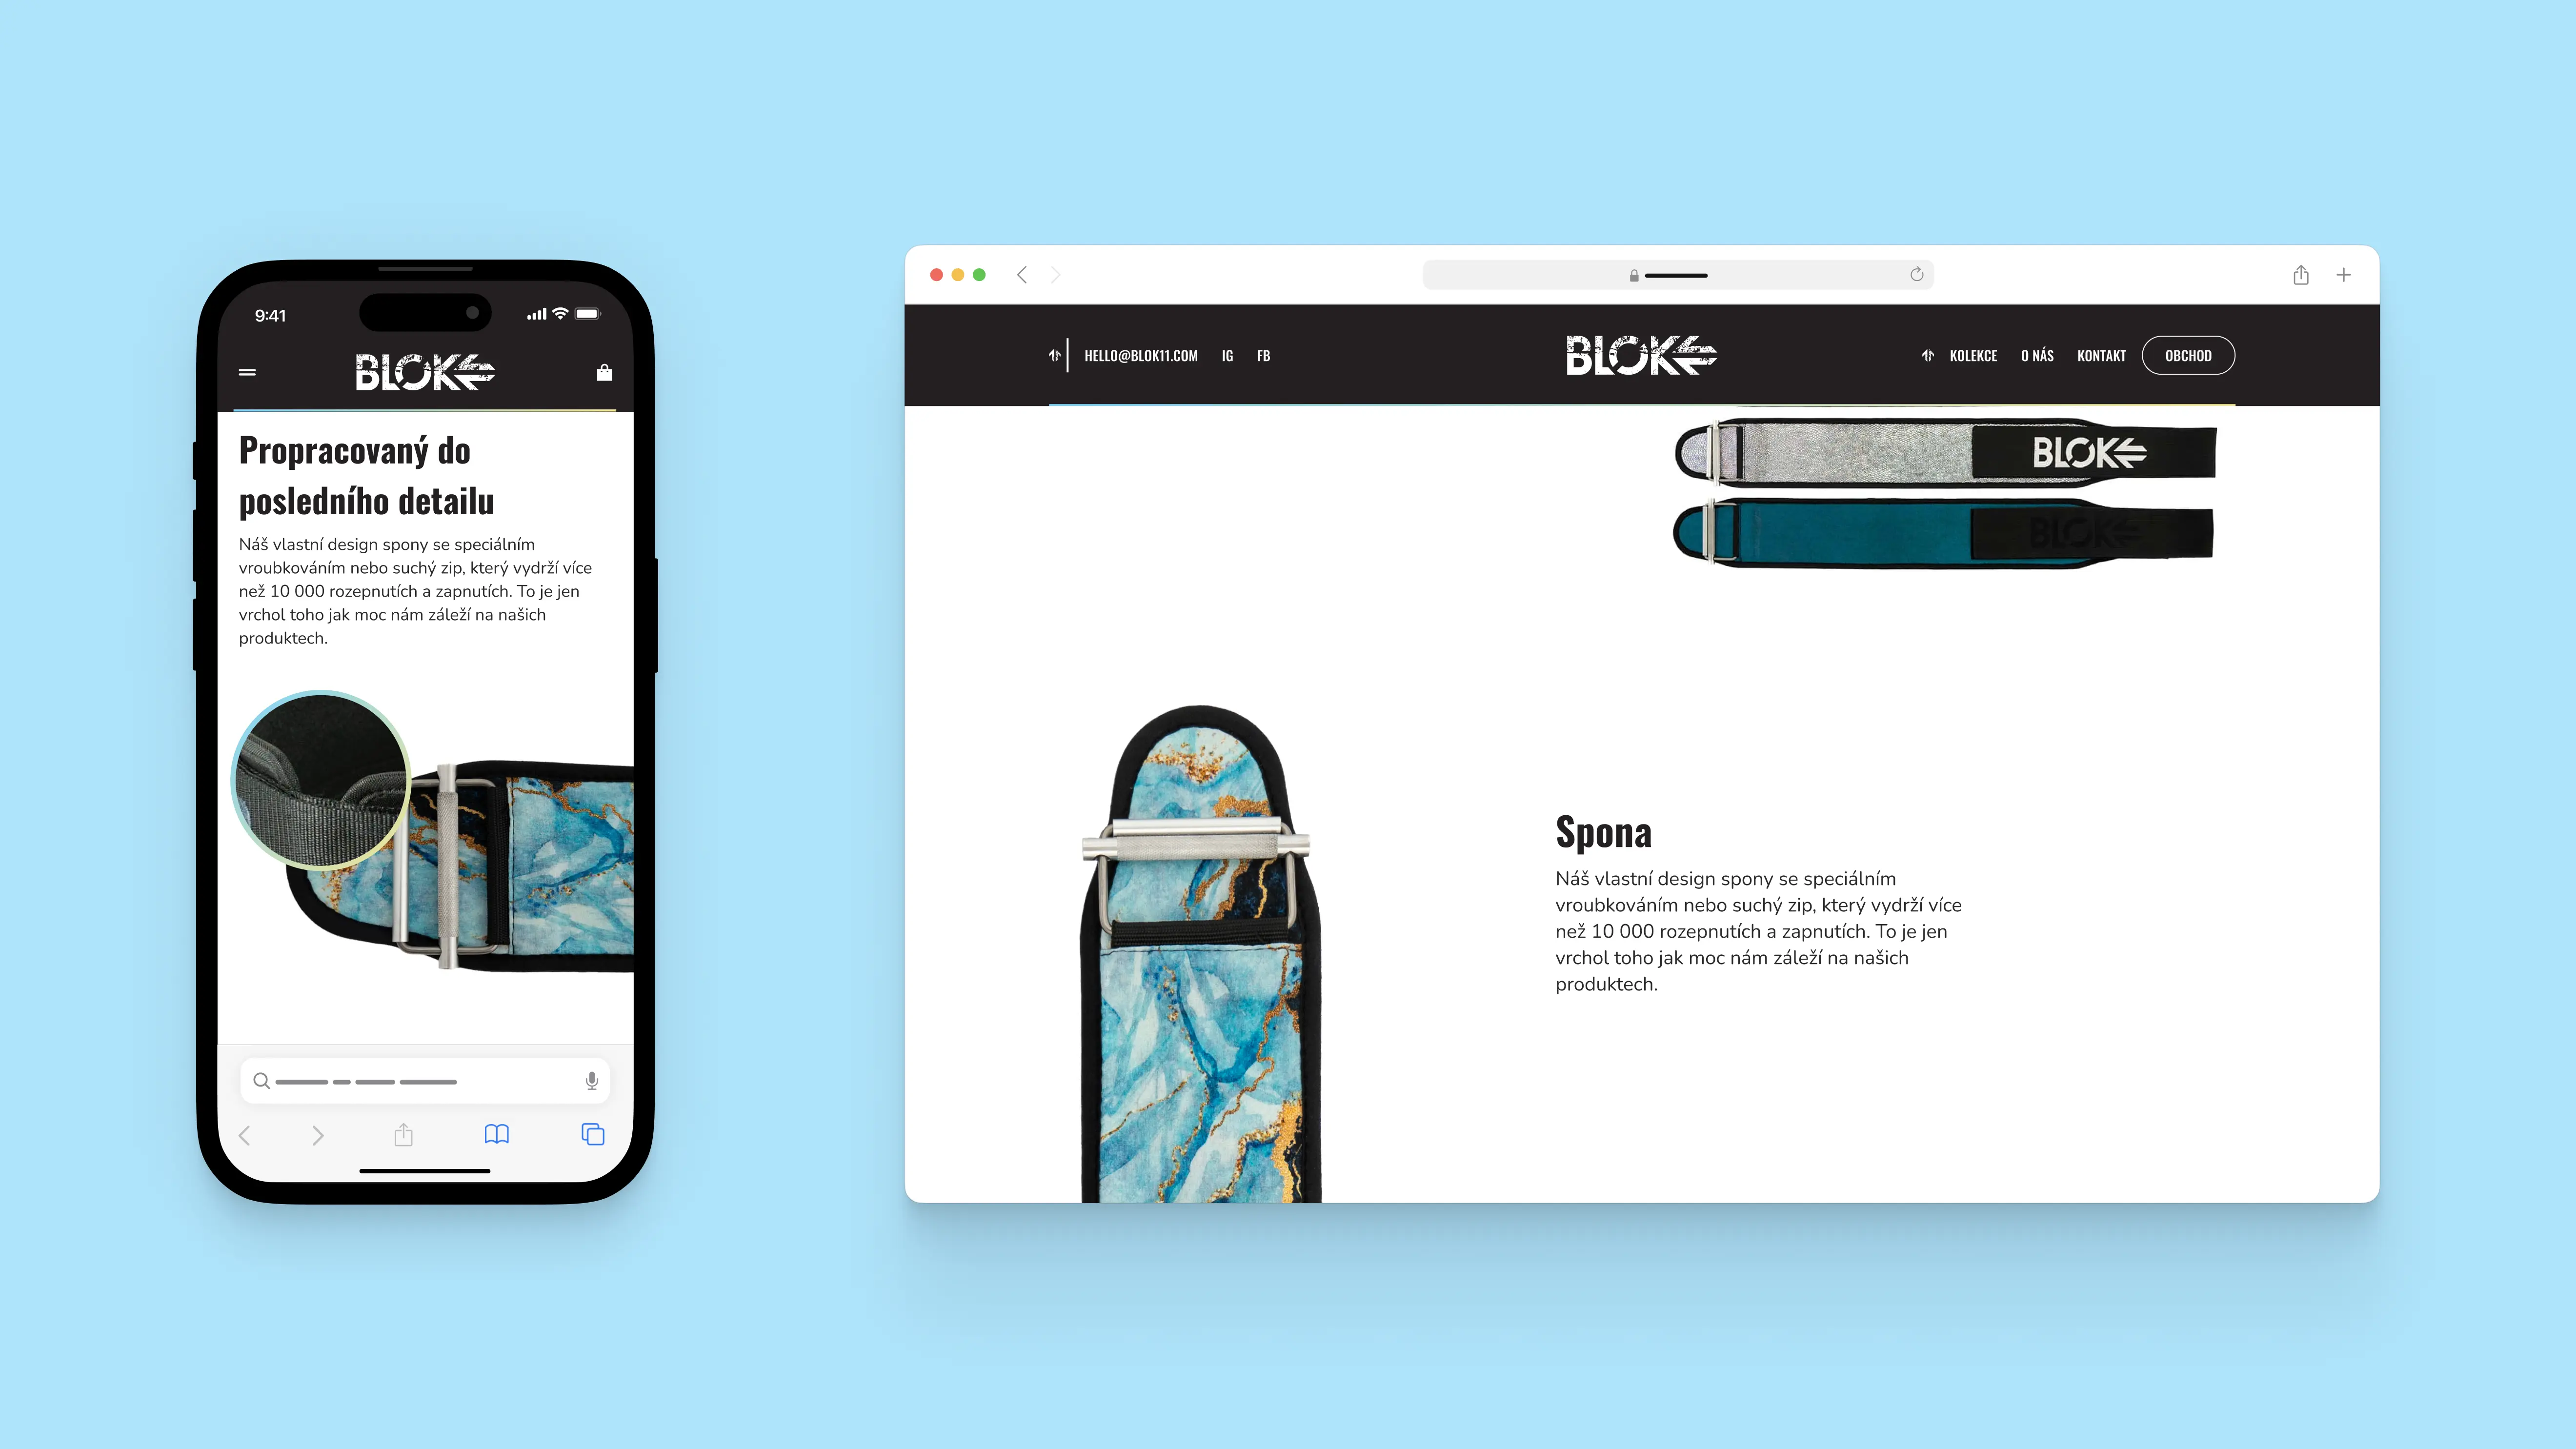 9:41
BLOK
Propracovaný do
posledního detailu
Náš vlastní design spony se speciálním
vroubkováním nebo suchý zip, který vydrží více
než 10 000 rozepnutích a zapnutích. To je jen
vrchol toho jak moc nám záleží na našich
produktech.
HELLO@BLOK11.COM IG FB
BLOK
KOLEKCE O NÁS KONTAKT OBCHOD
BLOK
BLOK
Spona
Náš vlastní design spony se speciálním
vroubkováním nebo suchý zip, který vydrží více
než 10 000 rozepnutích a zapnutích. To je jen
vrchol toho jak moc nám záleží na našich
produktech.